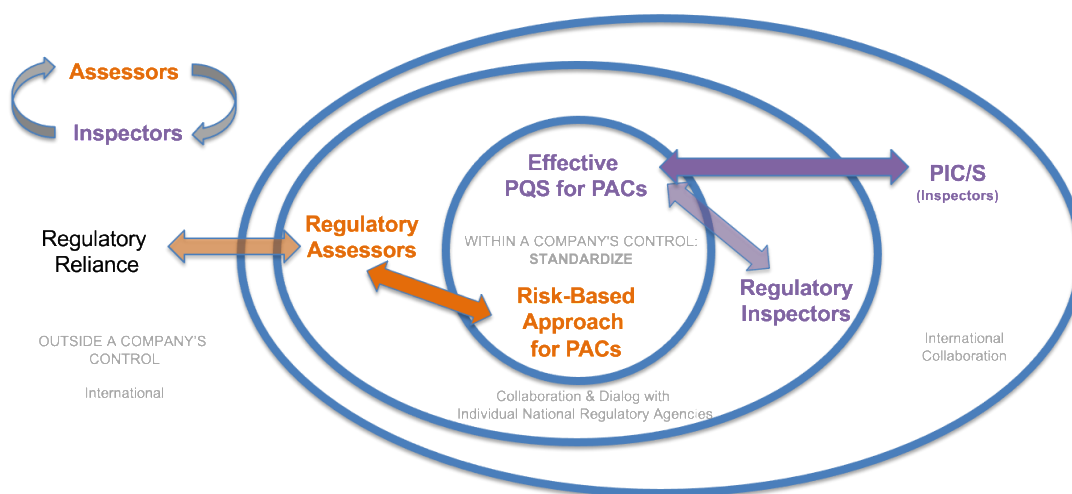 Assessors
Inspectors
Effective
PQS for PACs
PIC/S
(Inspectors)
Regulatory
Assessors
Regulatory
Reliance
WITHIN A COMPANY'S CONTROL:
STANDARDIZE
Regulatory
Inspectors
Risk-Based
Approach
for PACs
OUTSIDE A COMPANY'S
CONTROL
International
International
Collaboration
Collaboration & Dialog with
Individual National Regulatory Agencies